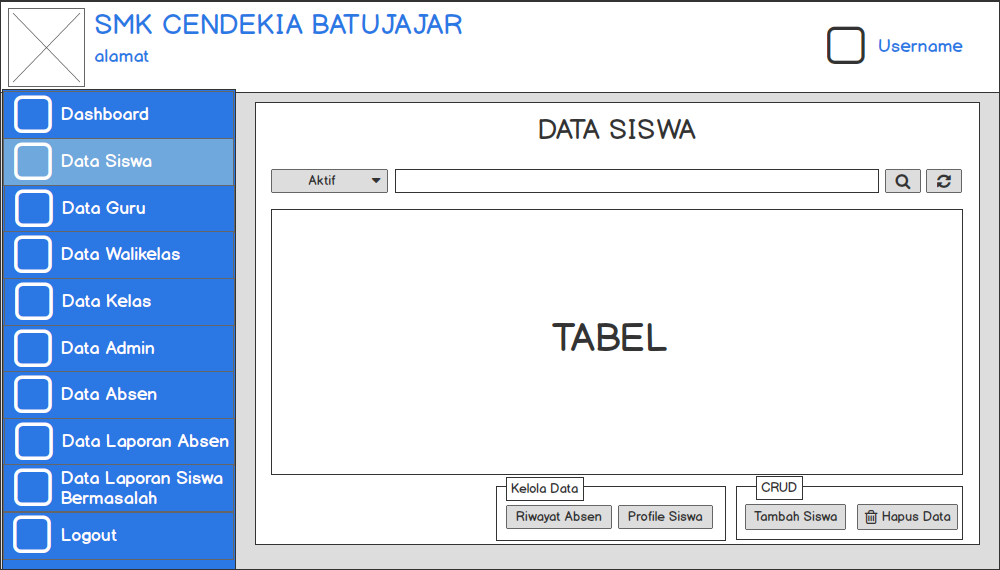 SMK CENDEKIA BATUJAJAR
alamat
Username
Dashboard
Data Siswa
Data Guru
Data Walikelas
Data Kelas
Data Admin
Data Absen
Data Laporan Absen
Data Laporan Siswa
Bermasalah
Logout
DATA SISWA
Aktif
TABEL
Kelola Data
Riwayat Absen
Profile Siswa
CRUD
Tambah Siswa
Hapus Data